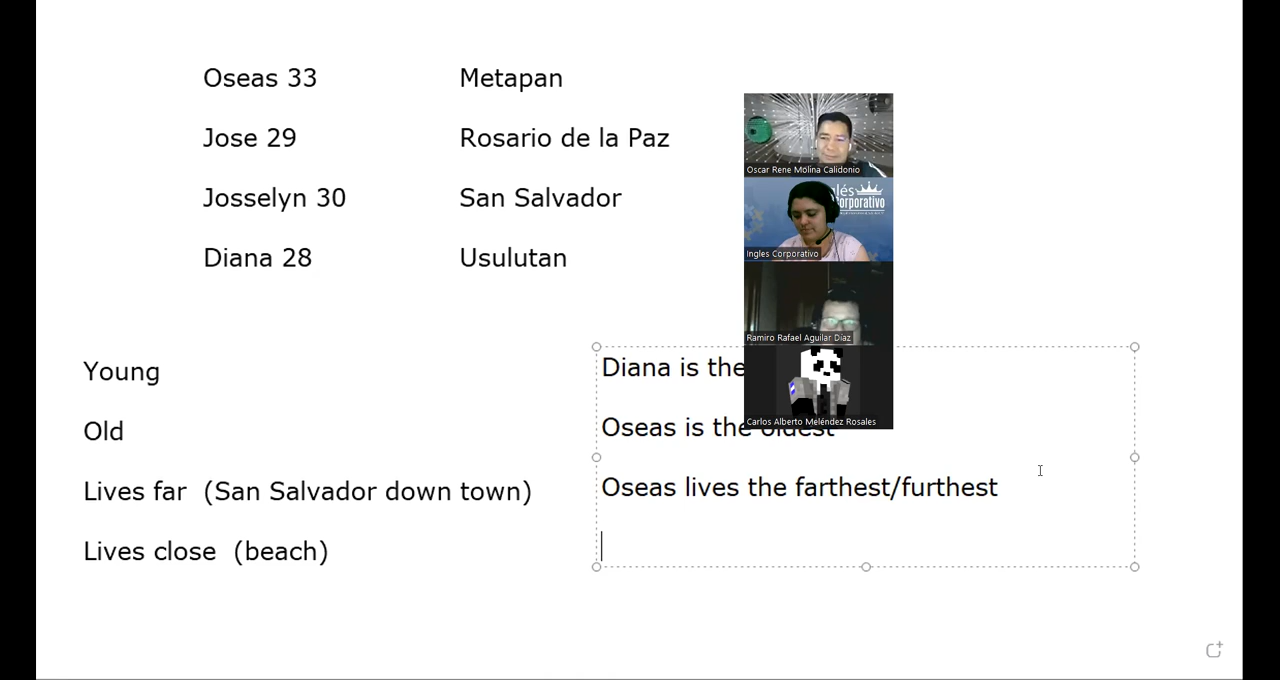 Oseas 33 Metapan
Jose 29 Rosario de la Paz
Josselyn 30 San Salvador
Diana 28 Usulutan
Oscar Rene Molina Calidonio
Corporativo
Ingles Corporativo
Ramiro Rafael Aguilar Diaz
Carlos Alberto Meléndez Rosales
Young
Old
Lives far (San Salvador down town)
Lives close (beach)
Diana is the
Oseas is the oldest
Oseas lives the farthest/furthest